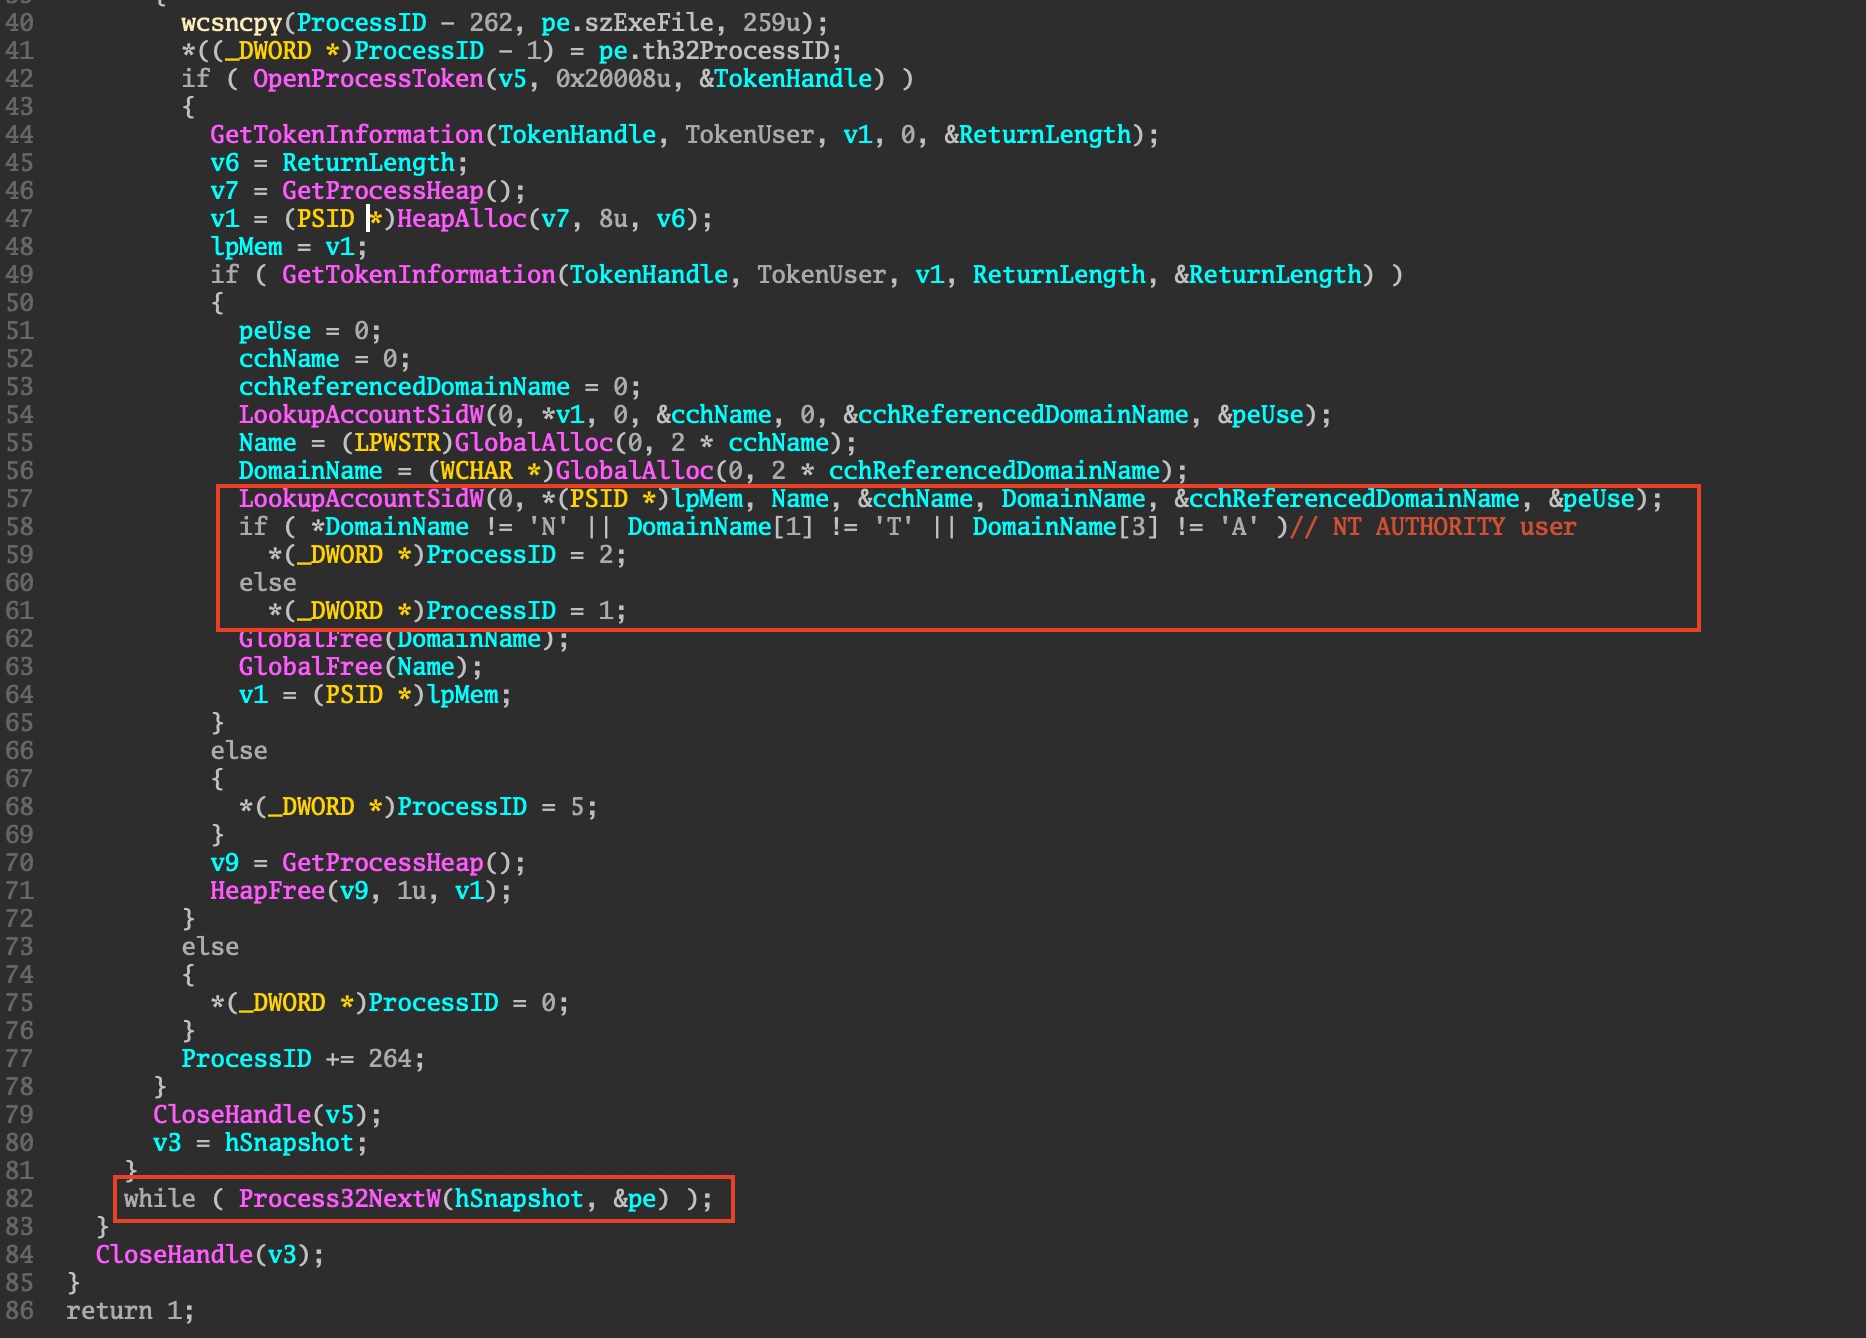 40 wcsncpy(ProcessID - 262, pe.szExeFile, 259u);
41 *((_DWORD *)ProcessID - 1) = pe.th32ProcessID;
42 if ( OpenProcessToken(v5, 0x20008u, &TokenHandle) )
43 {
44 GetTokenInformation(TokenHandle, TokenUser, v1, 0, &ReturnLength);
45 v6 = ReturnLength;
46 v7 = GetProcessHeap();
47 v1 = (PSID *)HeapAlloc(v7, 8u, v6);
48 lpMem = v1;
49 if ( GetTokenInformation(TokenHandle, TokenUser, v1, ReturnLength, &ReturnLength) )
50 {
51 peUse = 0;
52 cchName = 0;
53 cchReferencedDomainName = 0;
54 LookupAccountSidW(0, *v1, 0, &cchName, 0, &cchReferencedDomainName, &peUse);
55 Name = (LPWSTR)GlobalAlloc(0, 2 * cchName);
56 DomainName = (WCHAR *)GlobalAlloc(0, 2 * cchReferencedDomainName);
57 LookupAccountSidW(0, *(PSID *)lpMem, Name, &cchName, DomainName, &cchReferencedDomainName, &peUse);
58 if ( *DomainName != 'N' || DomainName[1] != 'T' || DomainName[3] != 'A' )// NT AUTHORITY user
59 *(_DWORD *)ProcessID = 2;
60 else
61 *(_DWORD *)ProcessID = 1;
62 GlobalFree(DomainName);
63 GlobalFree(Name);
64 v1 = (PSID *)lpMem;
65 }
66 else
67 {
68 *(_DWORD *)ProcessID = 5;
69 }
70 v9 = GetProcessHeap();
71 HeapFree(v9, 1u, v1);
72 }
73 else
74 {
75 *(_DWORD *)ProcessID = 0;
76 }
77 ProcessID += 264;
78 }
79 CloseHandle(v5);
80 v3 = hSnapshot;
81 }
82 while ( Process32NextW(hSnapshot, &pe) );
83 }
84 CloseHandle(v3);
85 }
86 return 1;